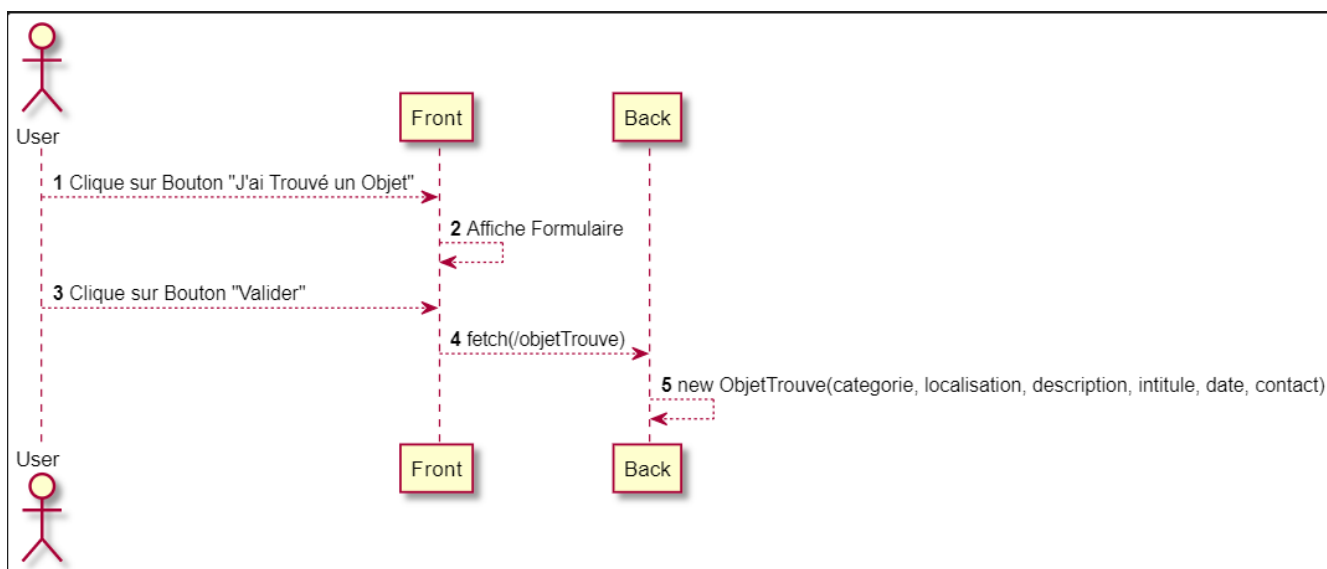 User
Front
Back
1 Clique sur Bouton "J'ai Trouvé un Objet"
2 Affiche Formulaire
3 Clique sur Bouton "Valider"
4 fetch(/objetTrouve)
5 new ObjetTrouve(categorie, localisation, description, intitule, date, contact)
User
Front
Back